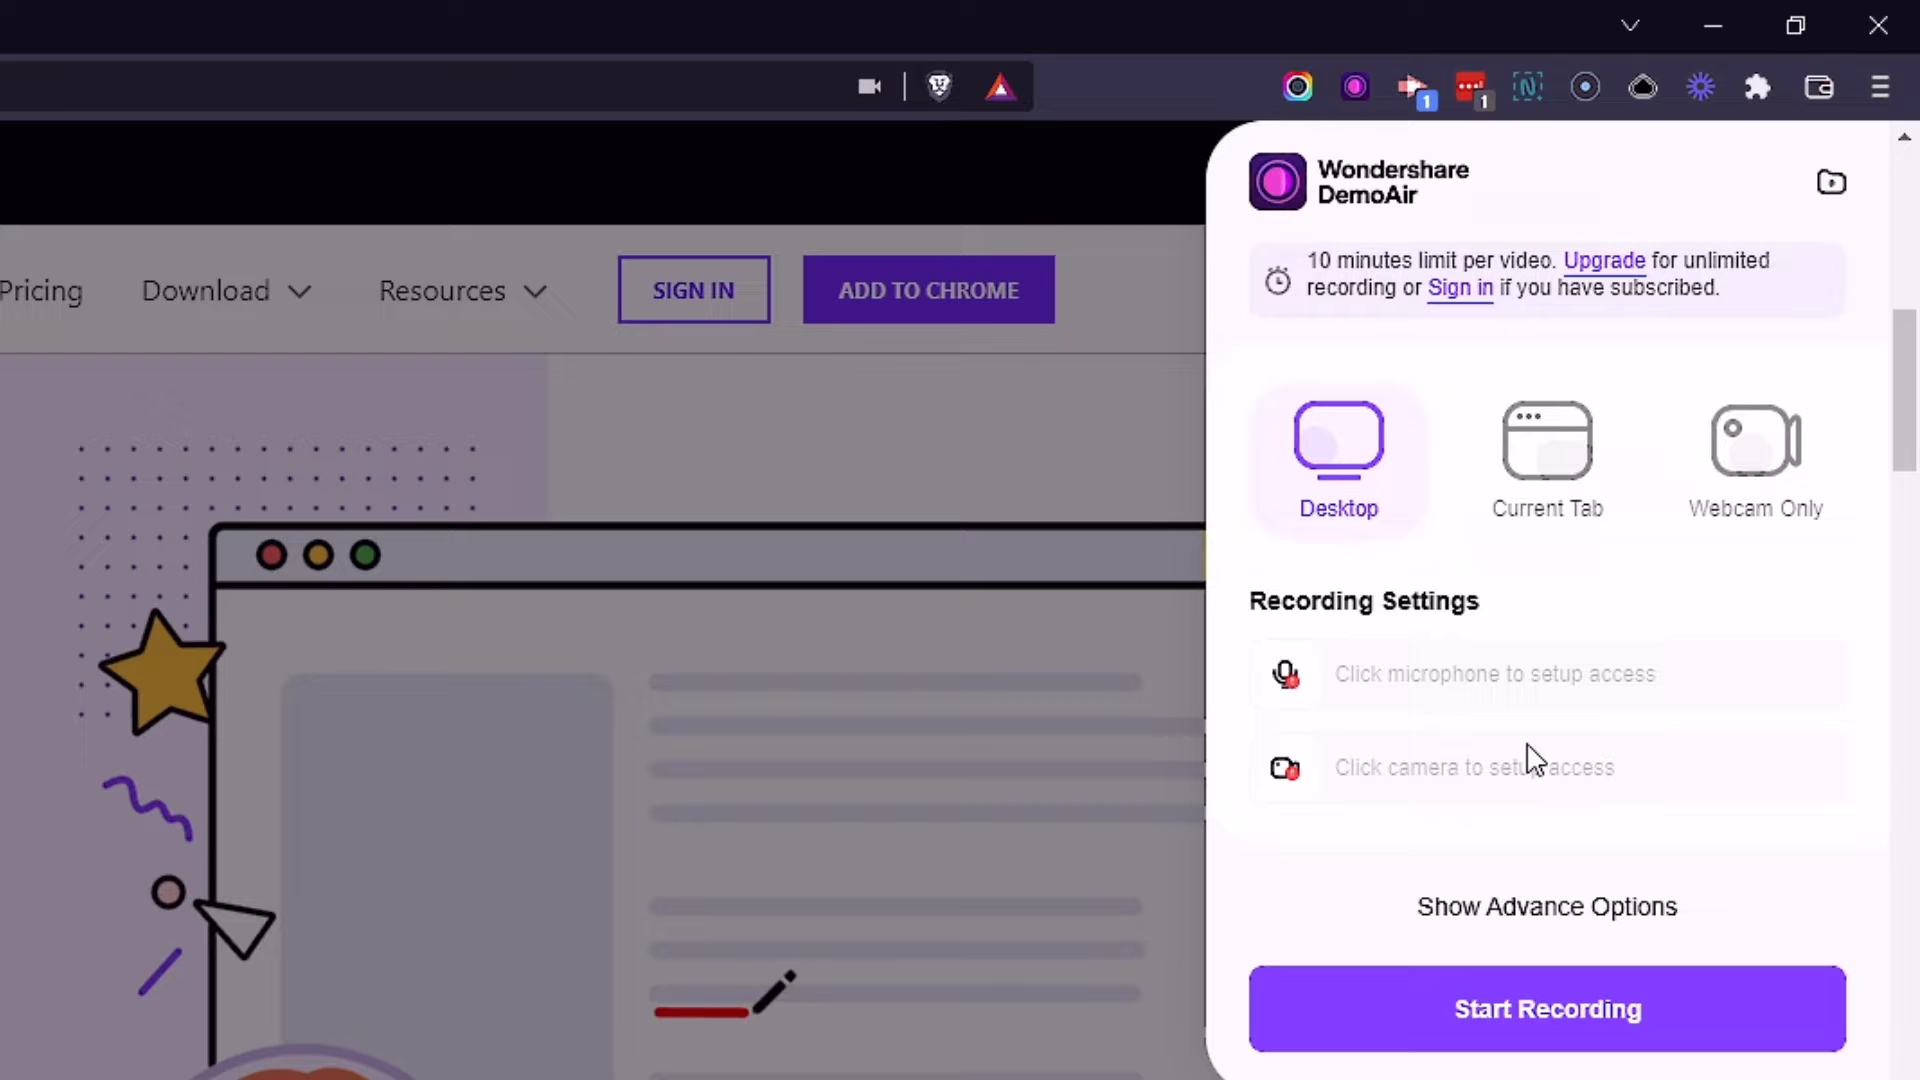 1
1
Wondershare
DemoAir
10 minutes limit per video. Upgrade for unlimited
recording or Sign in if you have subscribed.
Pricing
Download
Resources
SIGN IN
ADD TO CHROME
Desktop
Current Tab
Webcam Only
Recording Settings
Click microphone to setup access
Click camera to setup access
Show Advance Options
Start Recording